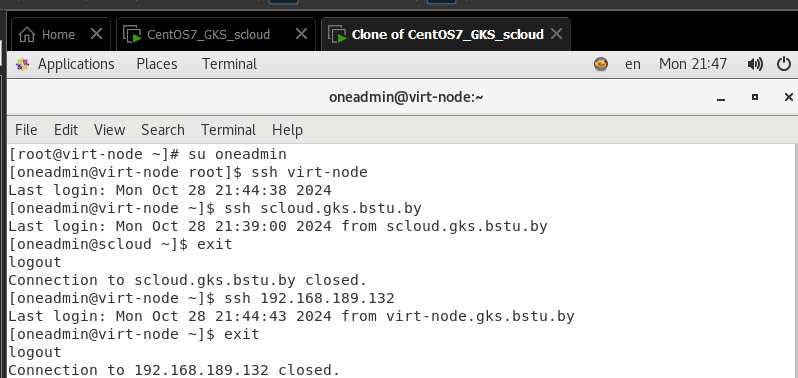 Home CentOS7_GKS_scloud Clone of CentOS7_GKS_scloud
Applications Places Terminal en Mon 21:47
oneadmin@virt-node:~
File Edit View Search Terminal Help
[root@virt-node ~]# su oneadmin
[oneadmin@virt-node root]$ ssh virt-node
Last login: Mon Oct 28 21:44:38 2024
[oneadmin@virt-node ~]$ ssh scloud.gks.bstu.by
Last login: Mon Oct 28 21:39:00 2024 from scloud.gks.bstu.by
[oneadmin@scloud ~]$ exit
logout
Connection to scloud.gks.bstu.by closed.
[oneadmin@virt-node ~]$ ssh 192.168.189.132
Last login: Mon Oct 28 21:44:43 2024 from virt-node.gks.bstu.by
[oneadmin@virt-node ~]$ exit
logout
Connection to 192.168.189.132 closed.